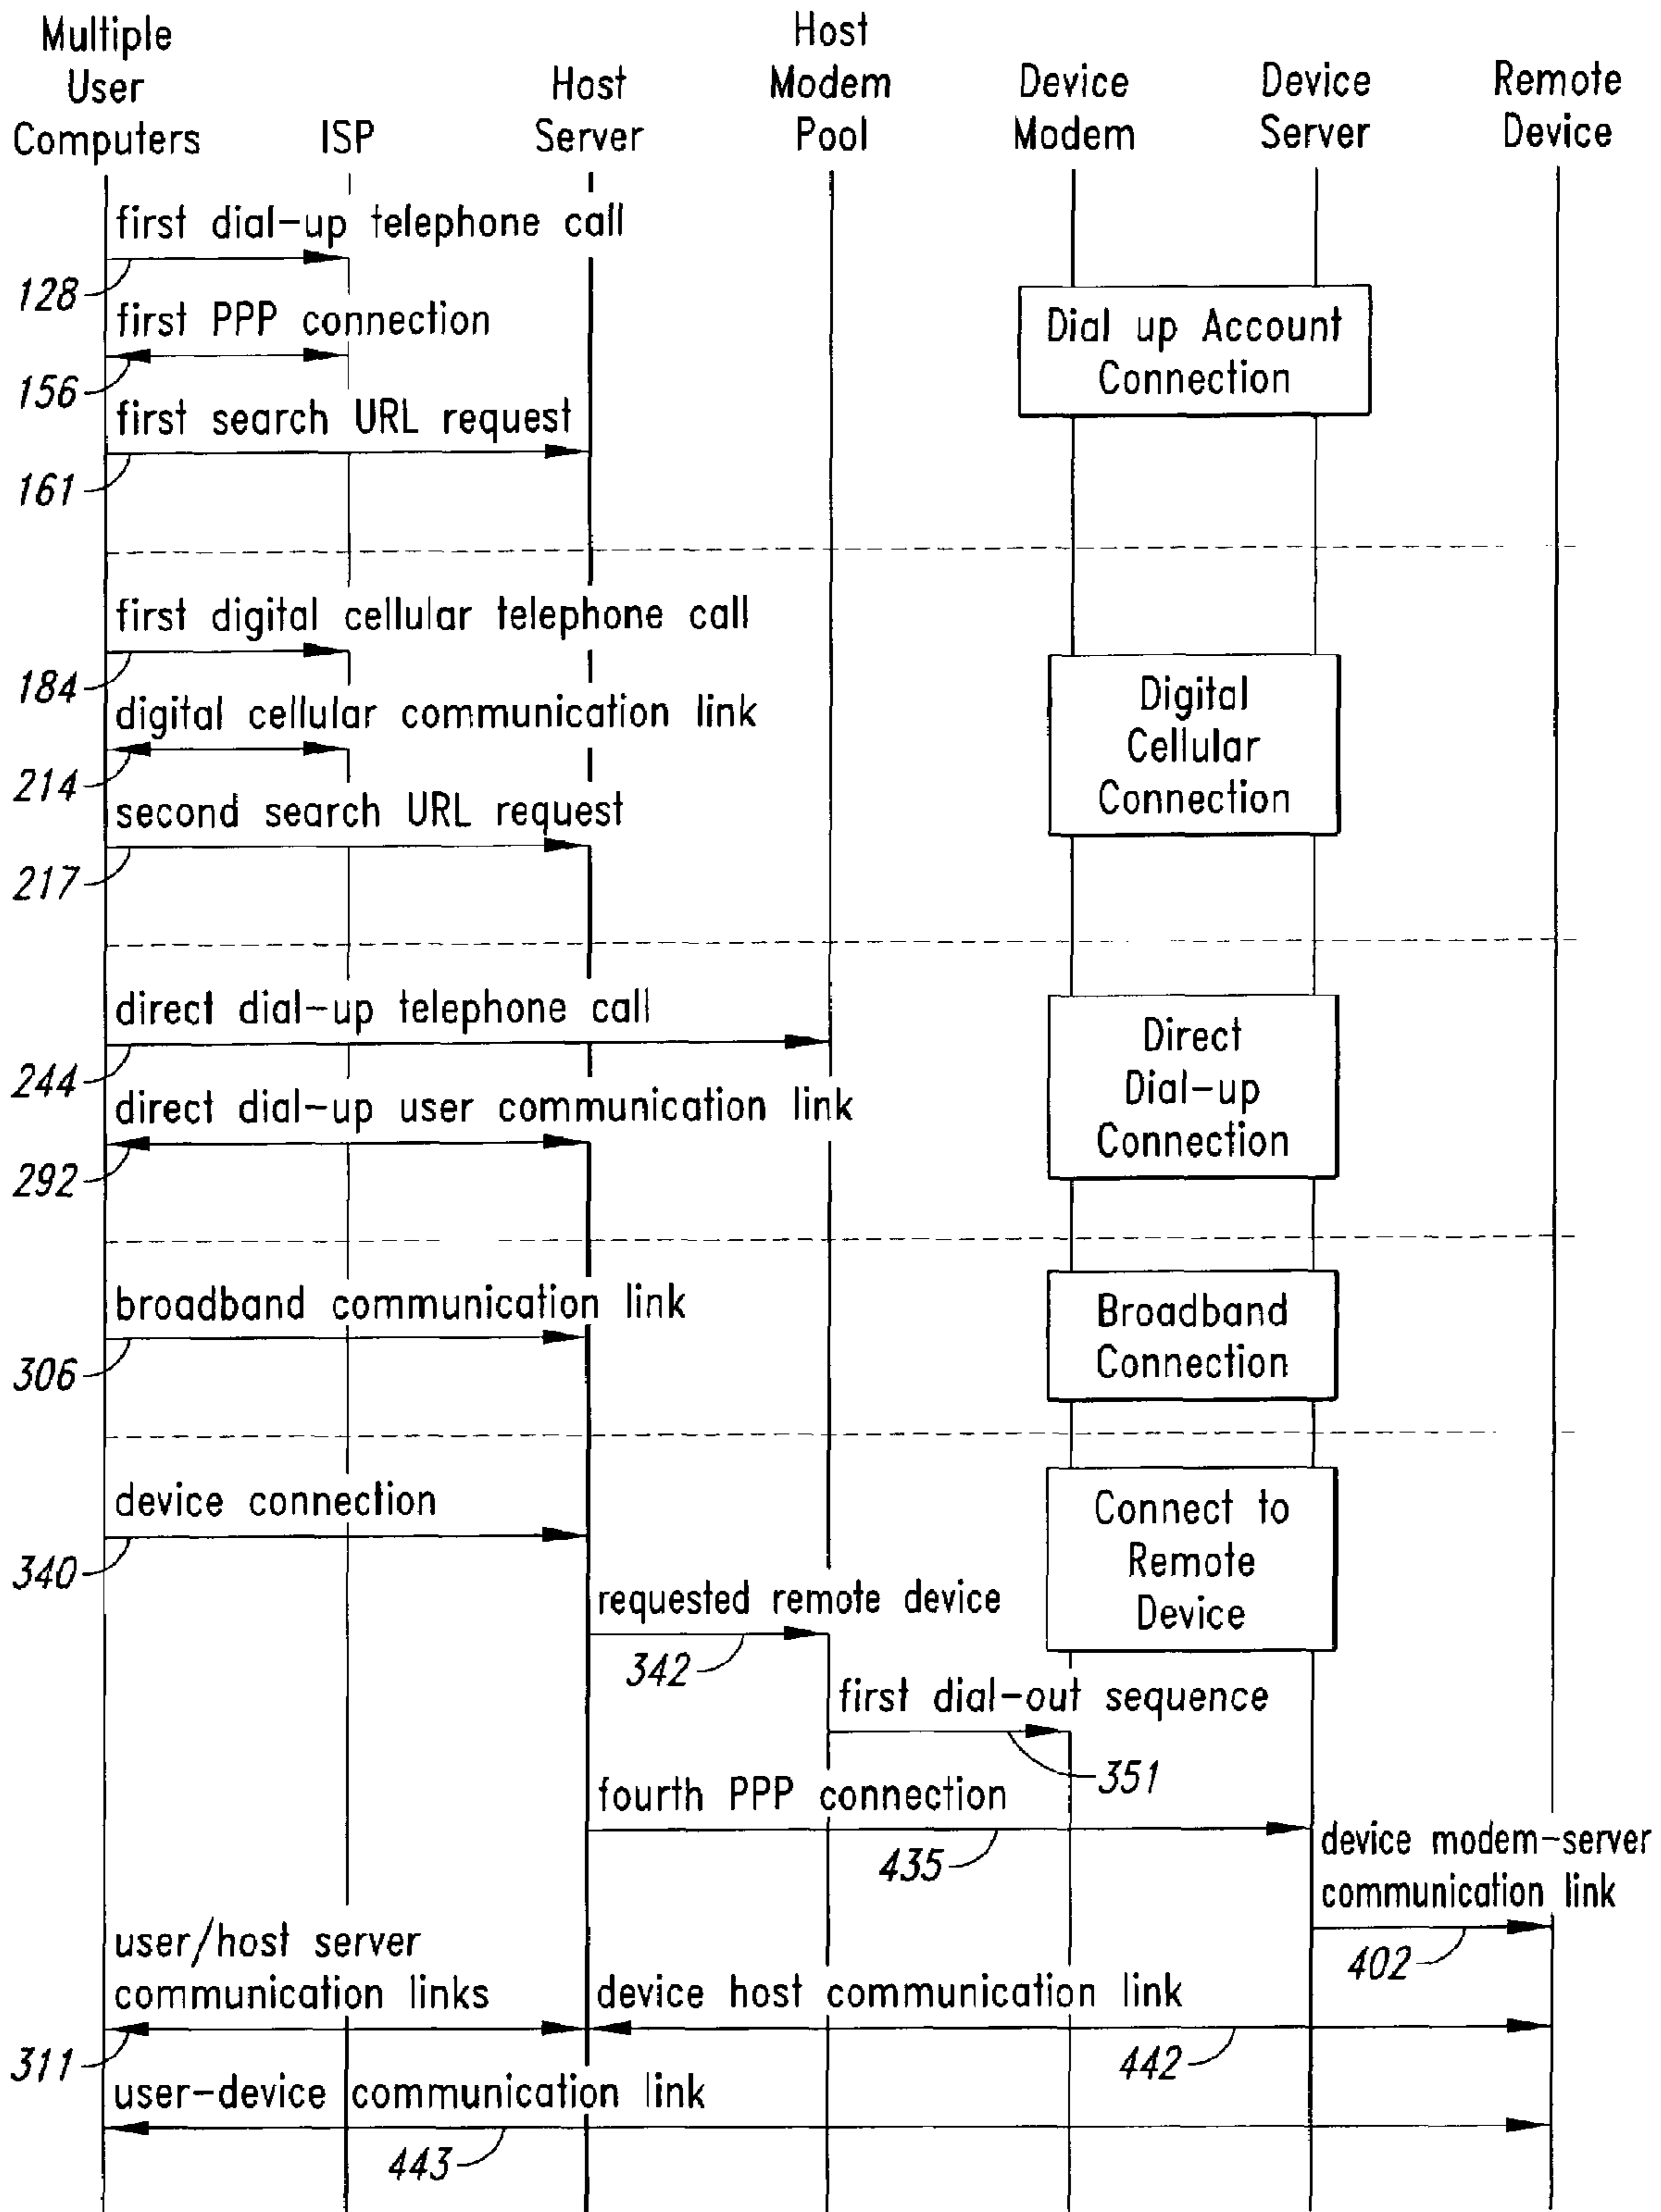 Multiple
User
Computers
ISP
Host
Server
Host
Modem
Pool
Device
Modem
Device
Server
Remote
Device
first dial-up telephone call
128
first PPP connection
156
first search URL request
161
Dial up Account
Connection
first digital cellular telephone call
184
digital cellular communication link
214
second search URL request
217
Digital
Cellular
Connection
direct dial-up telephone call
244
direct dial-up user communication link
292
Direct
Dial-up
Connection
broadband communication link
306
Broadband
Connection
device connection
340
Connect to
Remote
Device
requested remote device
342
first dial-out sequence
351
fourth PPP connection
435
device modem-server
communication link
402
user/host server
communication links
311
device host communication link
442
user-device communication link
443